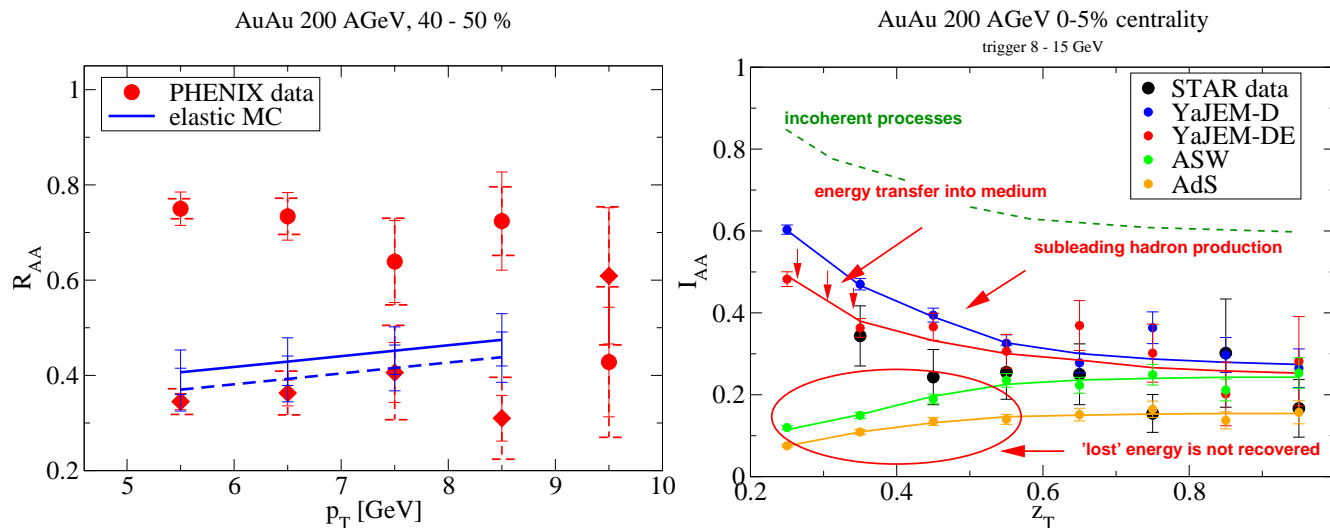 AuAu 200 AGeV, 40 - 50 %
1
0.8
0.6
0.4
0.2
R_AA
PHENIX data
elastic MC
5
6
7
8
9
10
p_T [GeV]
AuAu 200 AGeV 0-5% centrality
trigger 8 - 15 GeV
1
0.8
0.6
0.4
0.2
0
I_AA
STAR data
YaJEM-D
YaJEM-DE
ASW
AdS
incoherent processes
energy transfer into medium
subleading hadron production
'lost' energy is not recovered
0.2
0.4
0.6
0.8
z_T